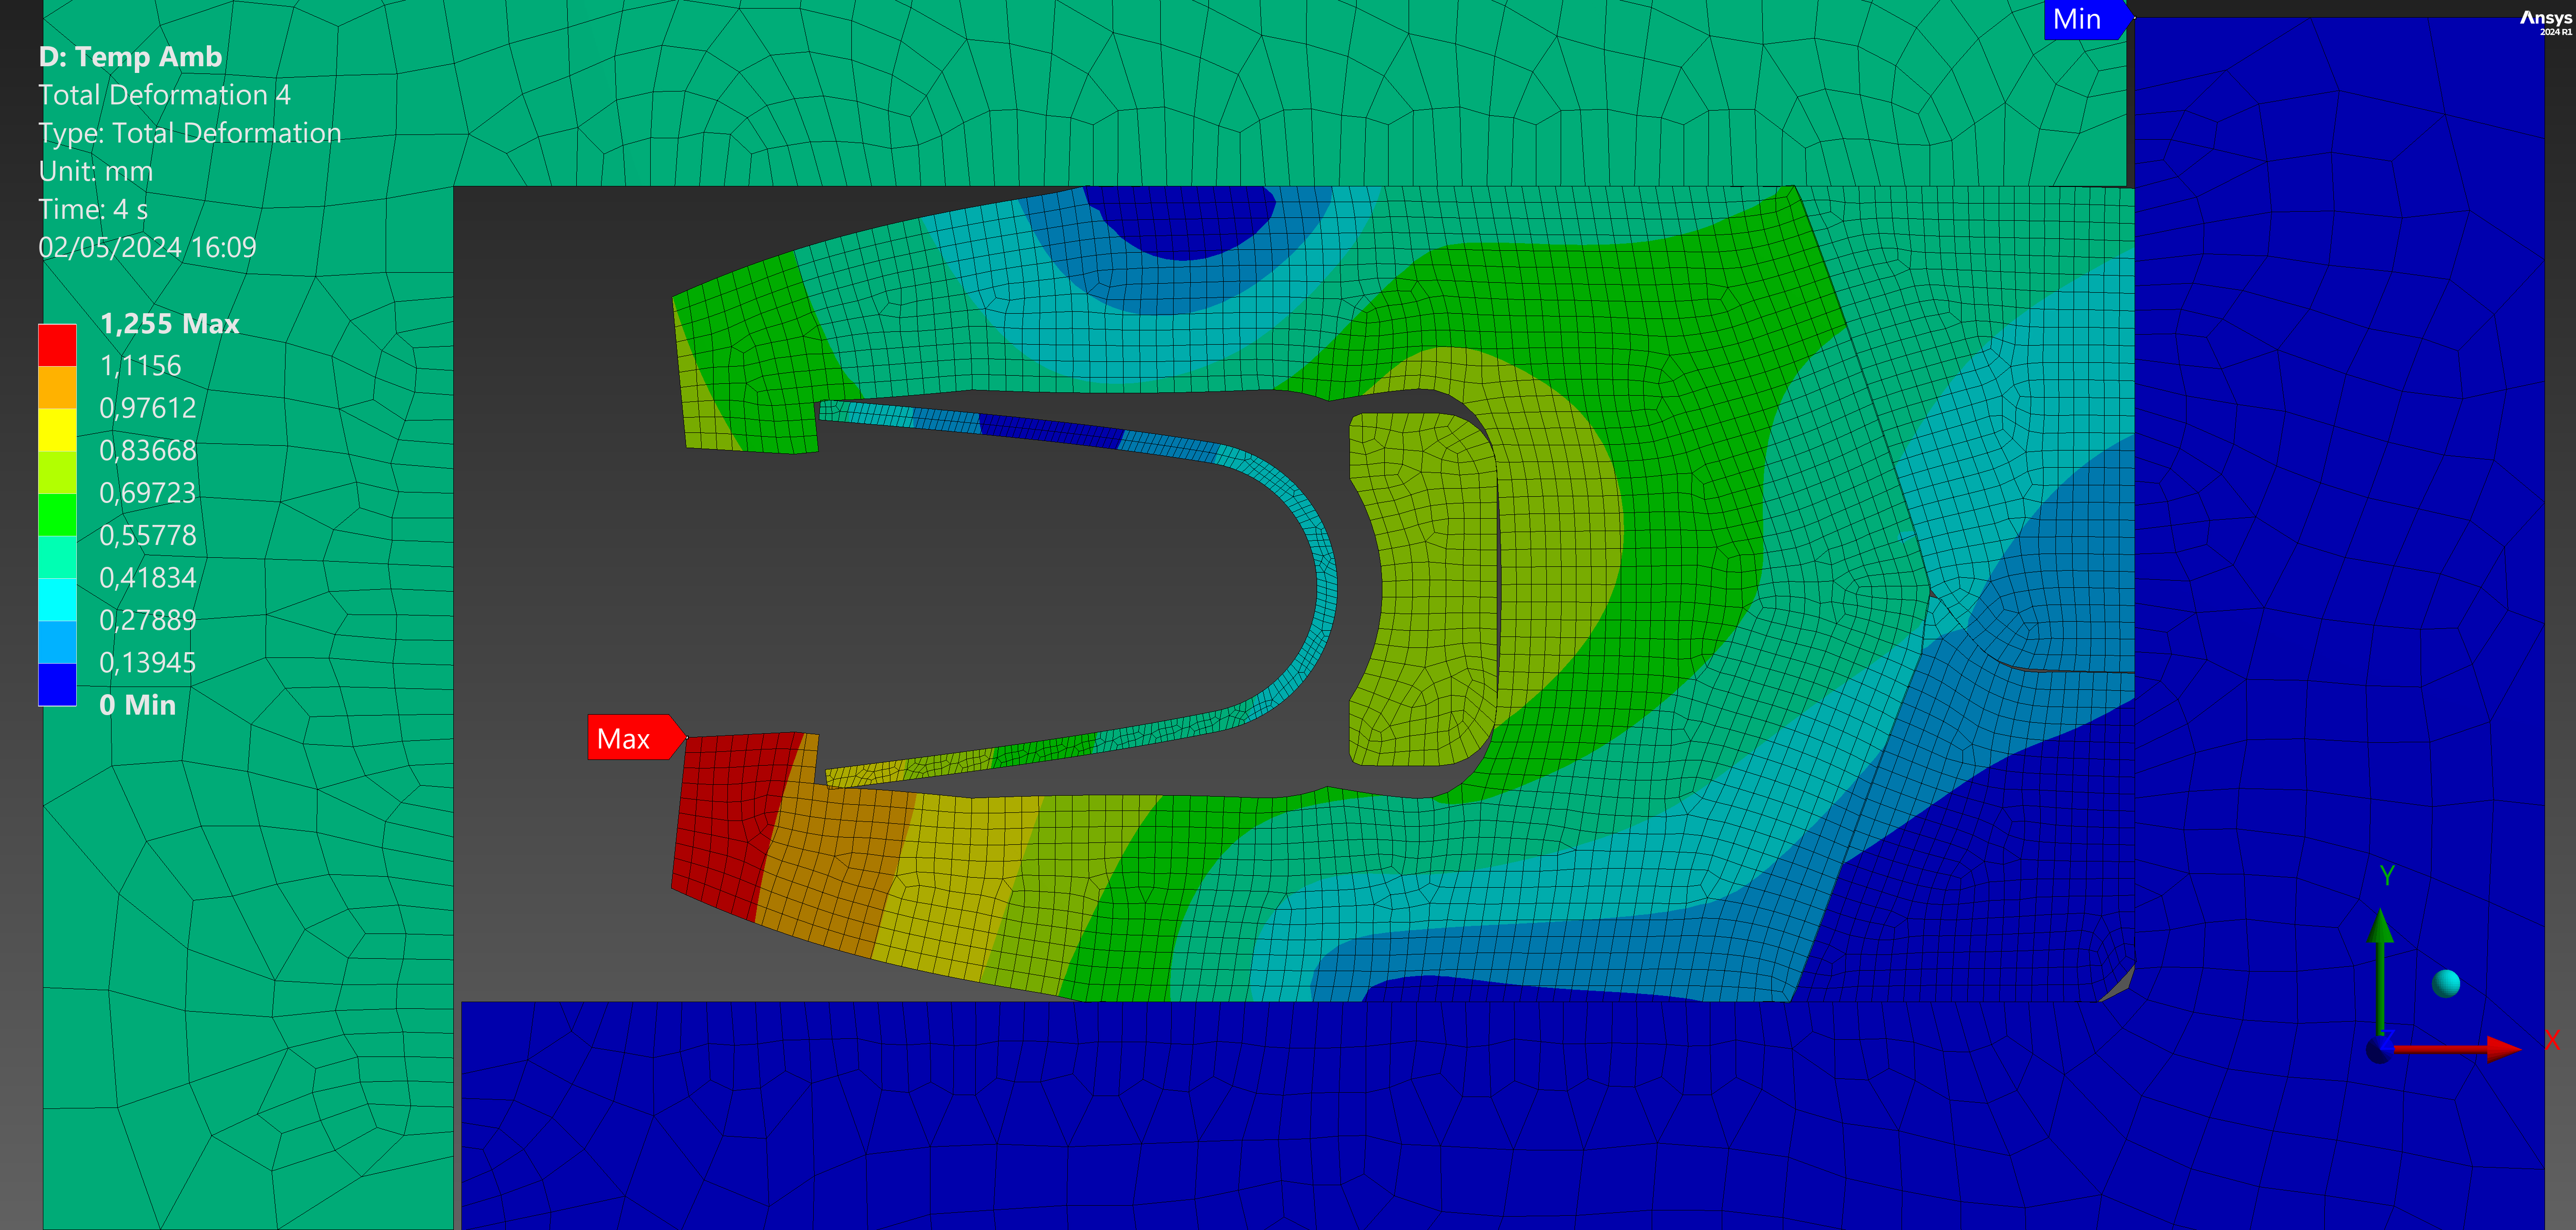 Min
Ansys
2024 R1
D: Temp Amb
Total Deformation 4
Type: Total Deformation
Unit: mm
Time: 4 s
02/05/2024 16:09
1,255 Max
1,1156
0,97612
0,83668
0,69723
0,55778
0,41834
0,27889
0,13945
0 Min
Max
Y
X